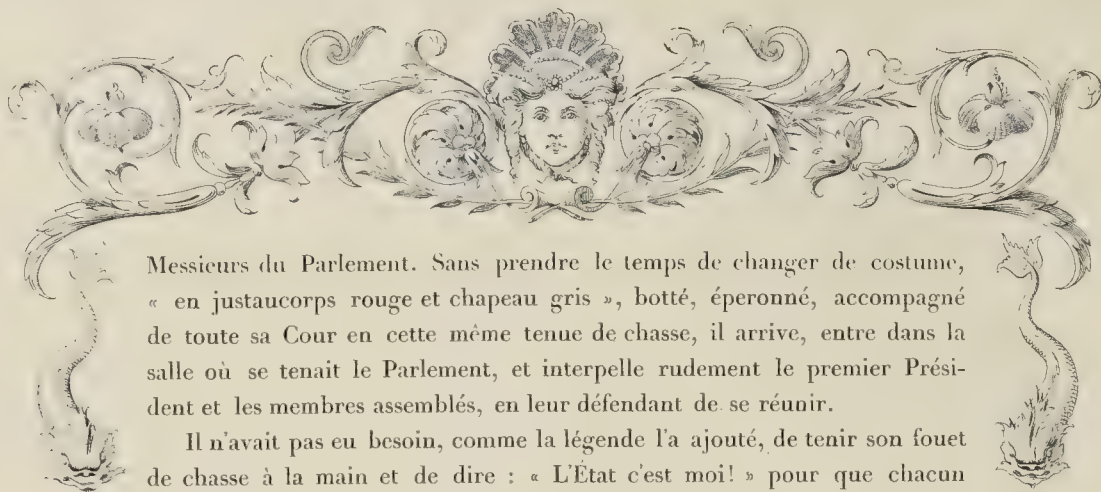 Messieurs du Parlement. Sans prendre le temps de changer de costume,
« en justaucorps rouge et chapeau gris », botté, éperonné, accompagné
de toute sa Cour en cette même tenue de chasse, il arrive, entre dans la
salle où se tenait le Parlement, et interpelle rudement le premier Prési-
dent et les membres assemblés, en leur défendant de se réunir.
Il n'avait pas eu besoin, comme la légende l'a ajouté, de tenir son fouet
de chasse à la main et de dire : « L'État c'est moi! » pour que chacun